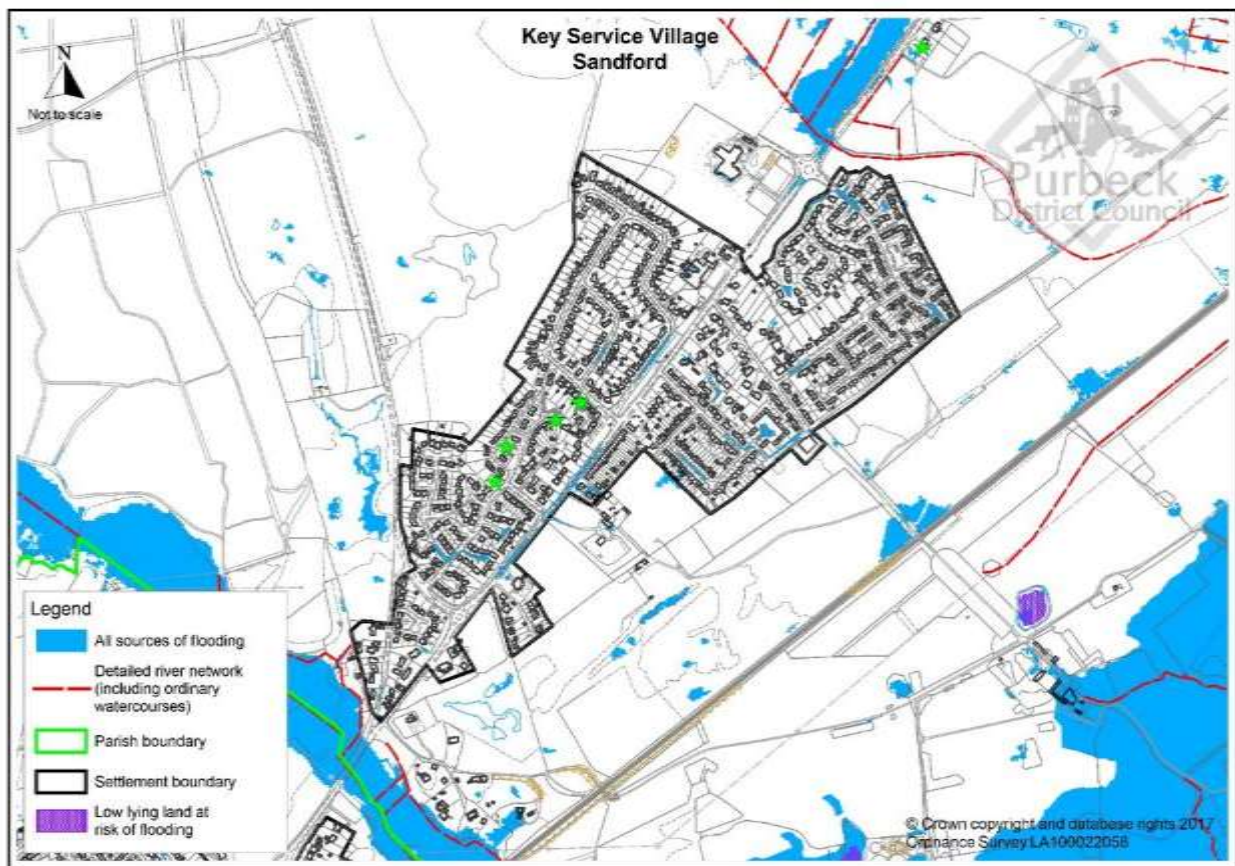 Key Service Village
Sandford
N
Not to scale
Purbeck
District Council
Legend
All sources of flooding
Detailed river network
(including ordinary
watercourses)
Parish boundary
Settlement boundary
Low lying land at
risk of flooding
© Crown copyright and database rights 2017
Ordnance Survey LA100022058